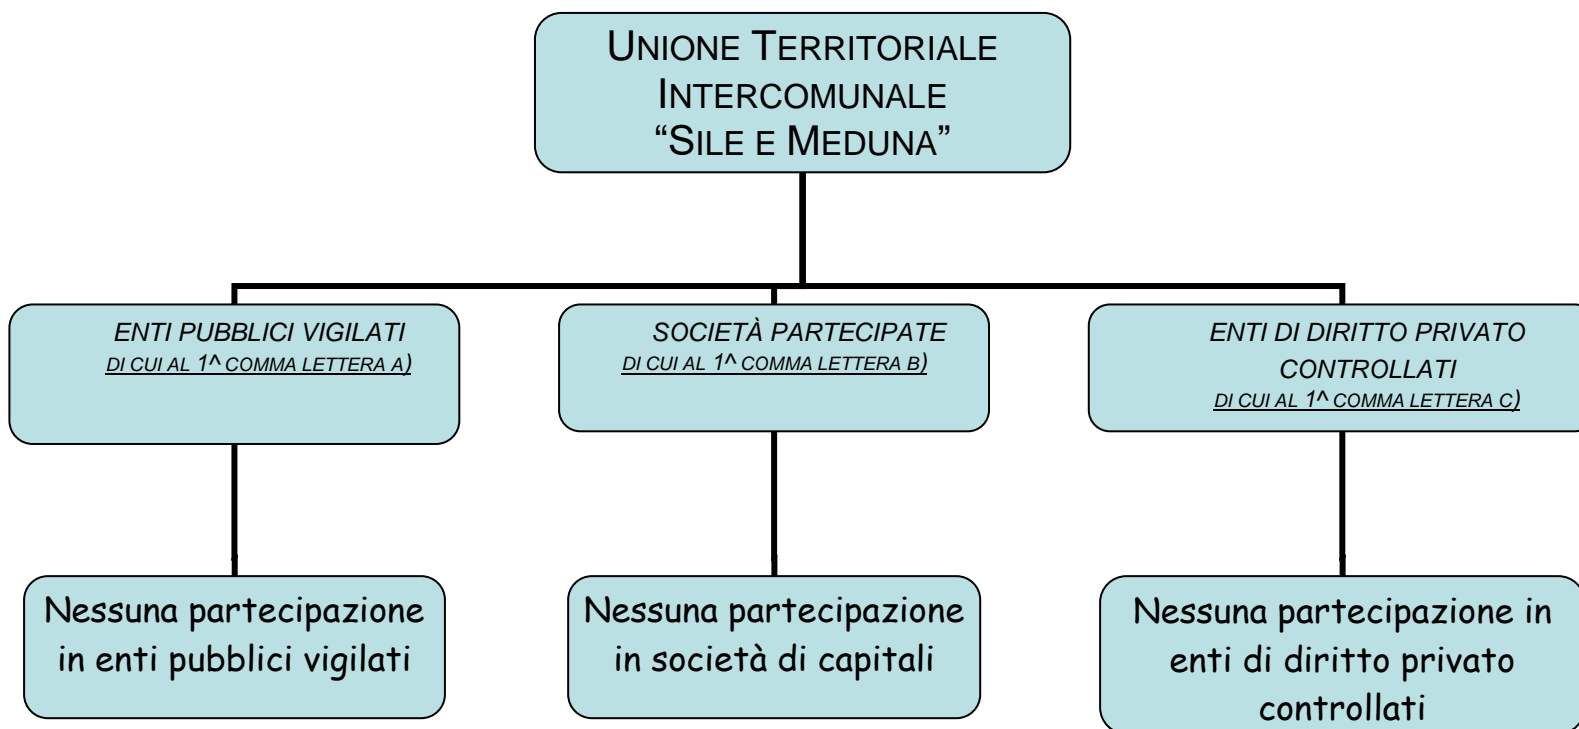 UNIONE TERRITORIALE
INTERCOMUNALE
“SILE E MEDUNA”
ENTI PUBBLICI VIGILATI
DI CUI AL 1^ COMMA LETTERA A)
SOCIETÀ PARTECIPATE
DI CUI AL 1^ COMMA LETTERA B)
ENTI DI DIRITTO PRIVATO
CONTROLLATI
DI CUI AL 1^ COMMA LETTERA C)
Nessuna partecipazione
in enti pubblici vigilati
Nessuna partecipazione
in società di capitali
Nessuna partecipazione in
enti di diritto privato
controllati